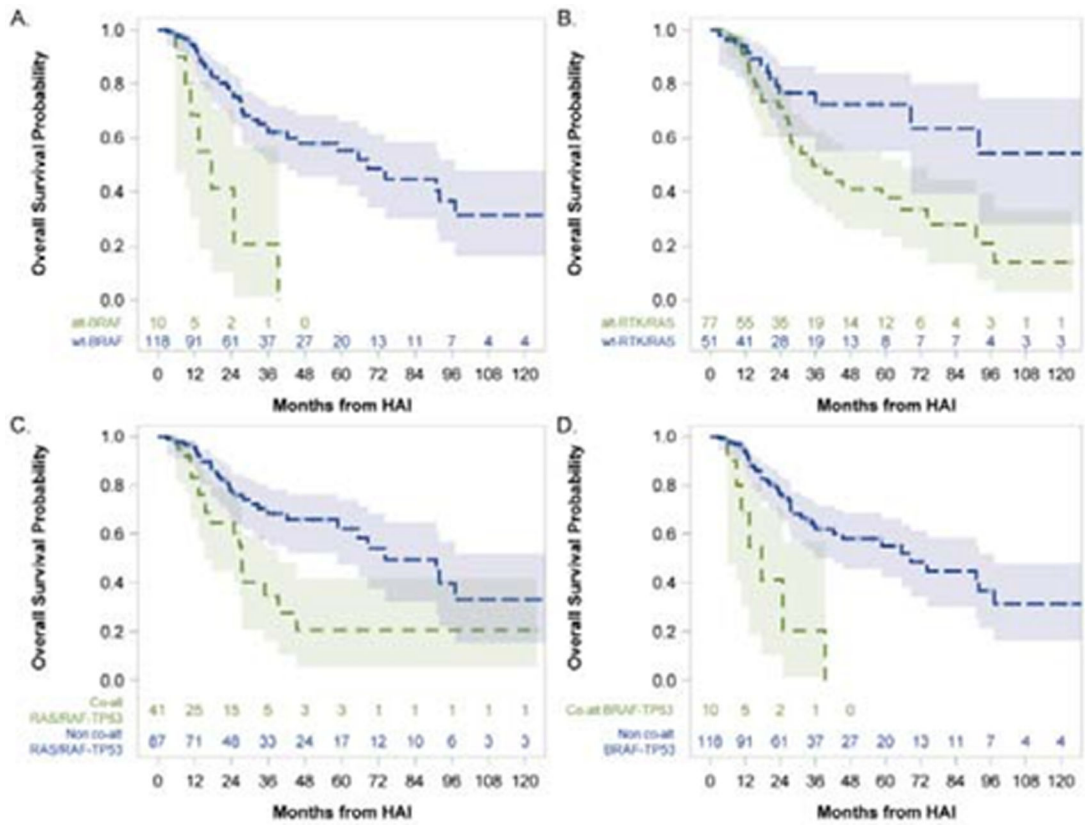 A.
Overall Survival Probability
1.0
0.8
0.6
0.4
0.2
0.0
alt-BRAF 10 5 2 1 0
wt-BRAF 118 91 61 37 27 20 13 11 7 4 4
0 12 24 36 48 60 72 84 96 108 120
Months from HAI
B.
Overall Survival Probability
1.0
0.8
0.6
0.4
0.2
0.0
alt-RTK/RAS 77 55 35 19 14 12 6 4 3 1 1
wt-RTK/RAS 51 41 28 19 13 8 7 7 4 3 3
0 12 24 36 48 60 72 84 96 108 120
Months from HAI
C.
Overall Survival Probability
1.0
0.8
0.6
0.4
0.2
0.0
Co-alt
RAS/RAF-TP53 41 25 15 5 3 3 1 1 1 1 1
Non co-alt
RAS/RAF-TP53 87 71 48 33 24 17 12 10 6 3 3
0 12 24 36 48 60 72 84 96 108 120
Months from HAI
D.
Overall Survival Probability
1.0
0.8
0.6
0.4
0.2
0.0
Co-alt BRAF-TP53 10 5 2 1 0
Non co-alt
BRAF-TP53 118 91 61 37 27 20 13 11 7 4 4
0 12 24 36 48 60 72 84 96 108 120
Months from HAI